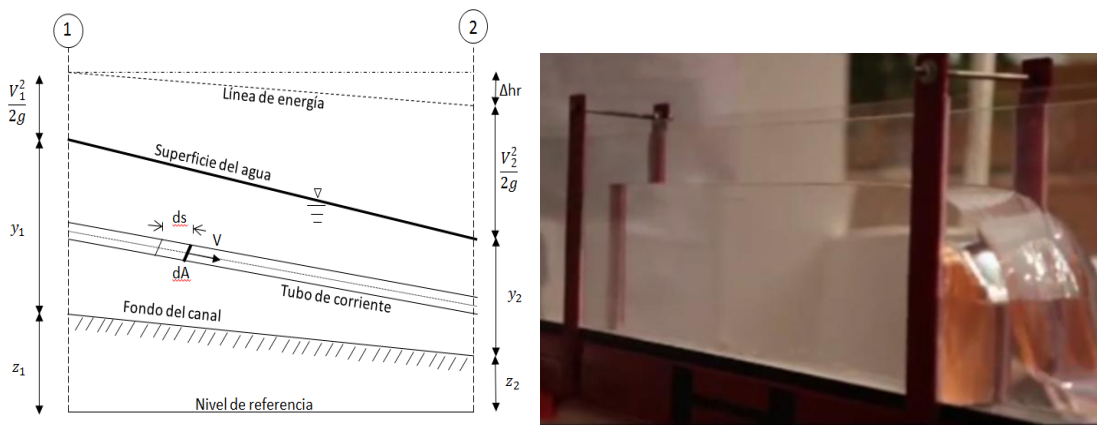 1
2
V₁²/2g
Línea de energía
Δhr
Superficie del agua
V₂²/2g
y₁
ds
V
dA
Tubo de corriente
y₂
Fondo del canal
z₁
z₂
Nivel de referencia